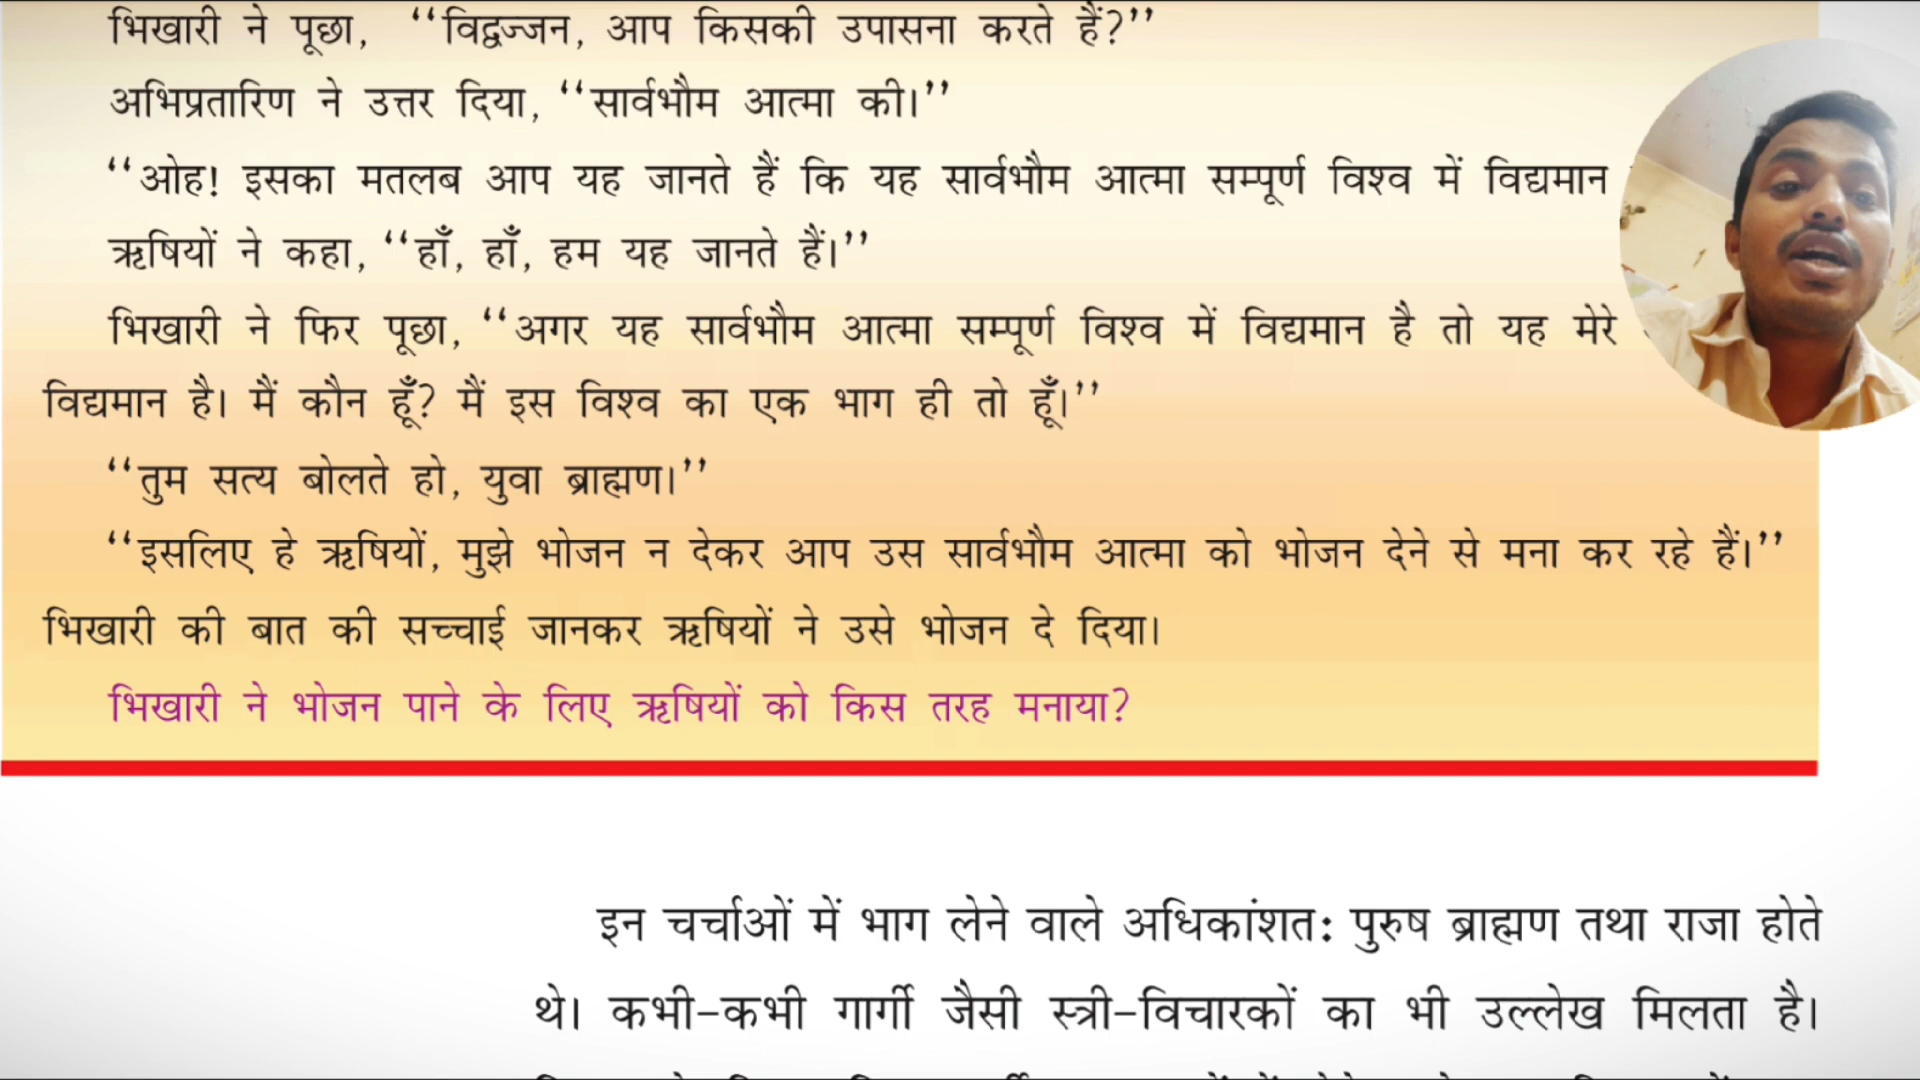 भिखारी ने पूछा, ‘‘विद्वज्जन, आप किसकी उपासना करते हैं?’’
अभिप्रतारिण ने उत्तर दिया, ‘‘सार्वभौम आत्मा की।’’
‘‘ओह! इसका मतलब आप यह जानते हैं कि यह सार्वभौम आत्मा सम्पूर्ण विश्व में विद्यमान
ऋषियों ने कहा, ‘‘हाँ, हाँ, हम यह जानते हैं।’’
भिखारी ने फिर पूछा, ‘‘अगर यह सार्वभौम आत्मा सम्पूर्ण विश्व में विद्यमान है तो यह मेरे
विद्यमान है। मैं कौन हूँ? मैं इस विश्व का एक भाग ही तो हूँ।’’
‘‘तुम सत्य बोलते हो, युवा ब्राह्मण।’’
‘‘इसलिए हे ऋषियों, मुझे भोजन न देकर आप उस सार्वभौम आत्मा को भोजन देने से मना कर रहे हैं।’’
भिखारी की बात की सच्चाई जानकर ऋषियों ने उसे भोजन दे दिया।
भिखारी ने भोजन पाने के लिए ऋषियों को किस तरह मनाया?
इन चर्चाओं में भाग लेने वाले अधिकांशत: पुरुष ब्राह्मण तथा राजा होते
थे। कभी-कभी गार्गी जैसी स्त्री-विचारकों का भी उल्लेख मिलता है।